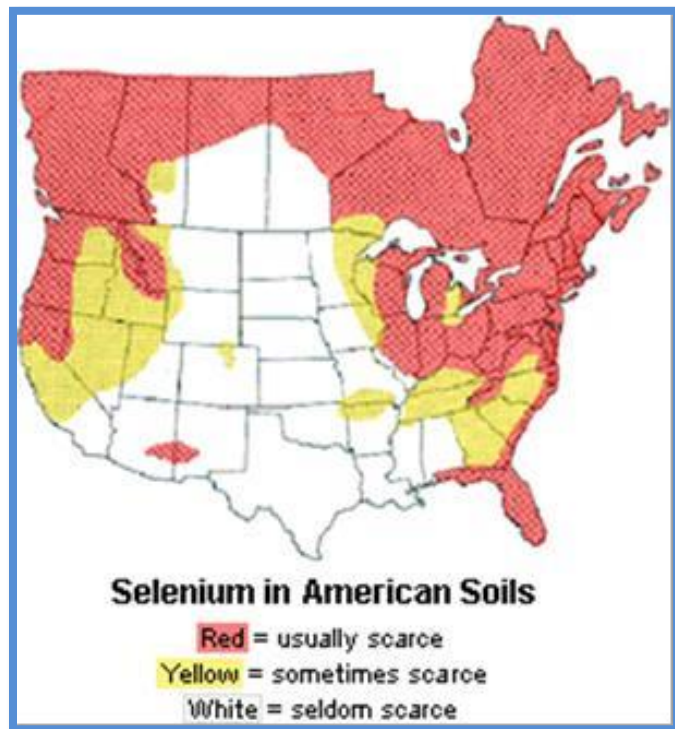 Selenium in American Soils
Red = usually scarce
Yellow = sometimes scarce
White = seldom scarce